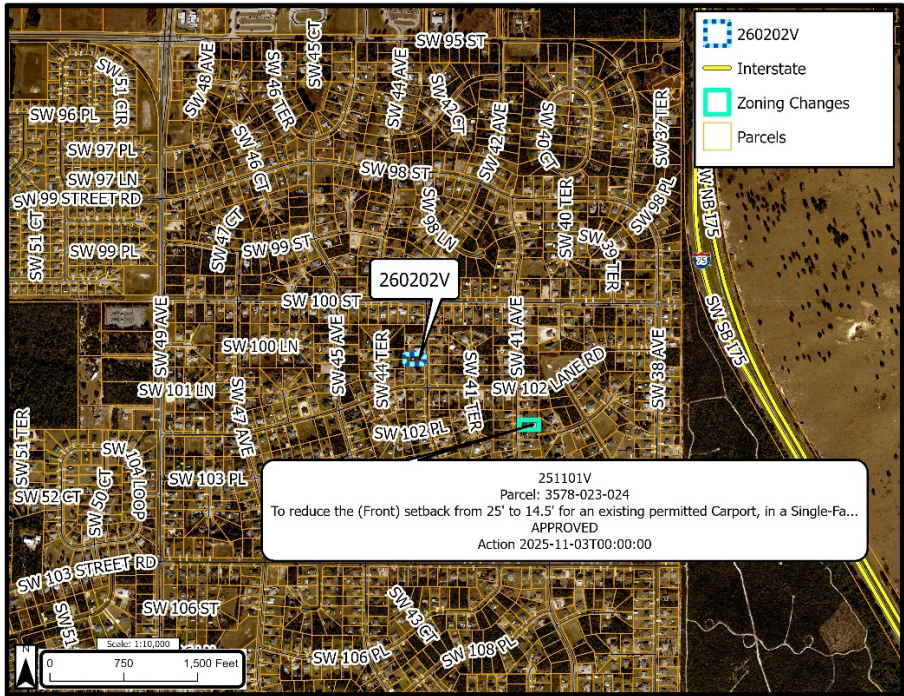 260202V
Interstate
Zoning Changes
Parcels
SW 95 ST
SW 51 CIR
SW 48 AVE
SW 46 TER
SW 45 CT
SW 44 AVE
SW 42 CT
SW 42 AVE
SW 40 CT
SW 37 TER
SW 96 PL
SW 97 PL
SW 97 LN
SW 99 STREET RD
SW 51 CT
SW 99 PL
SW 46 CT
SW 98 ST
SW 47 CT
SW 99 ST
SW 98 LN
SW 40 TER
SW 39 TER
SW 98 PL
SW NB I75
75
SW SB I75
260202V
SW 100 ST
SW 49 AVE
SW 100 LN
SW 45 AVE
SW 44 TER
SW 41 TER
SW 41 AVE
SW 38 AVE
SW 101 LN
SW 47 AVE
SW 102 LANE RD
SW 102 PL
SW 51 TER
SW 104 LOOP
SW 103 PL
SW 52 CT
SW 50 CT
251101V
Parcel: 3578-023-024
To reduce the (Front) setback from 25' to 14.5' for an existing permitted Carport, in a Single-Fa...
APPROVED
Action 2025-11-03T00:00:00
SW 103 STREET RD
SW 51
SW 106 ST
SW 43 CT
SW 106 PL
SW 108 PL
N
Scale: 1:10,000
0 750 1,500 Feet